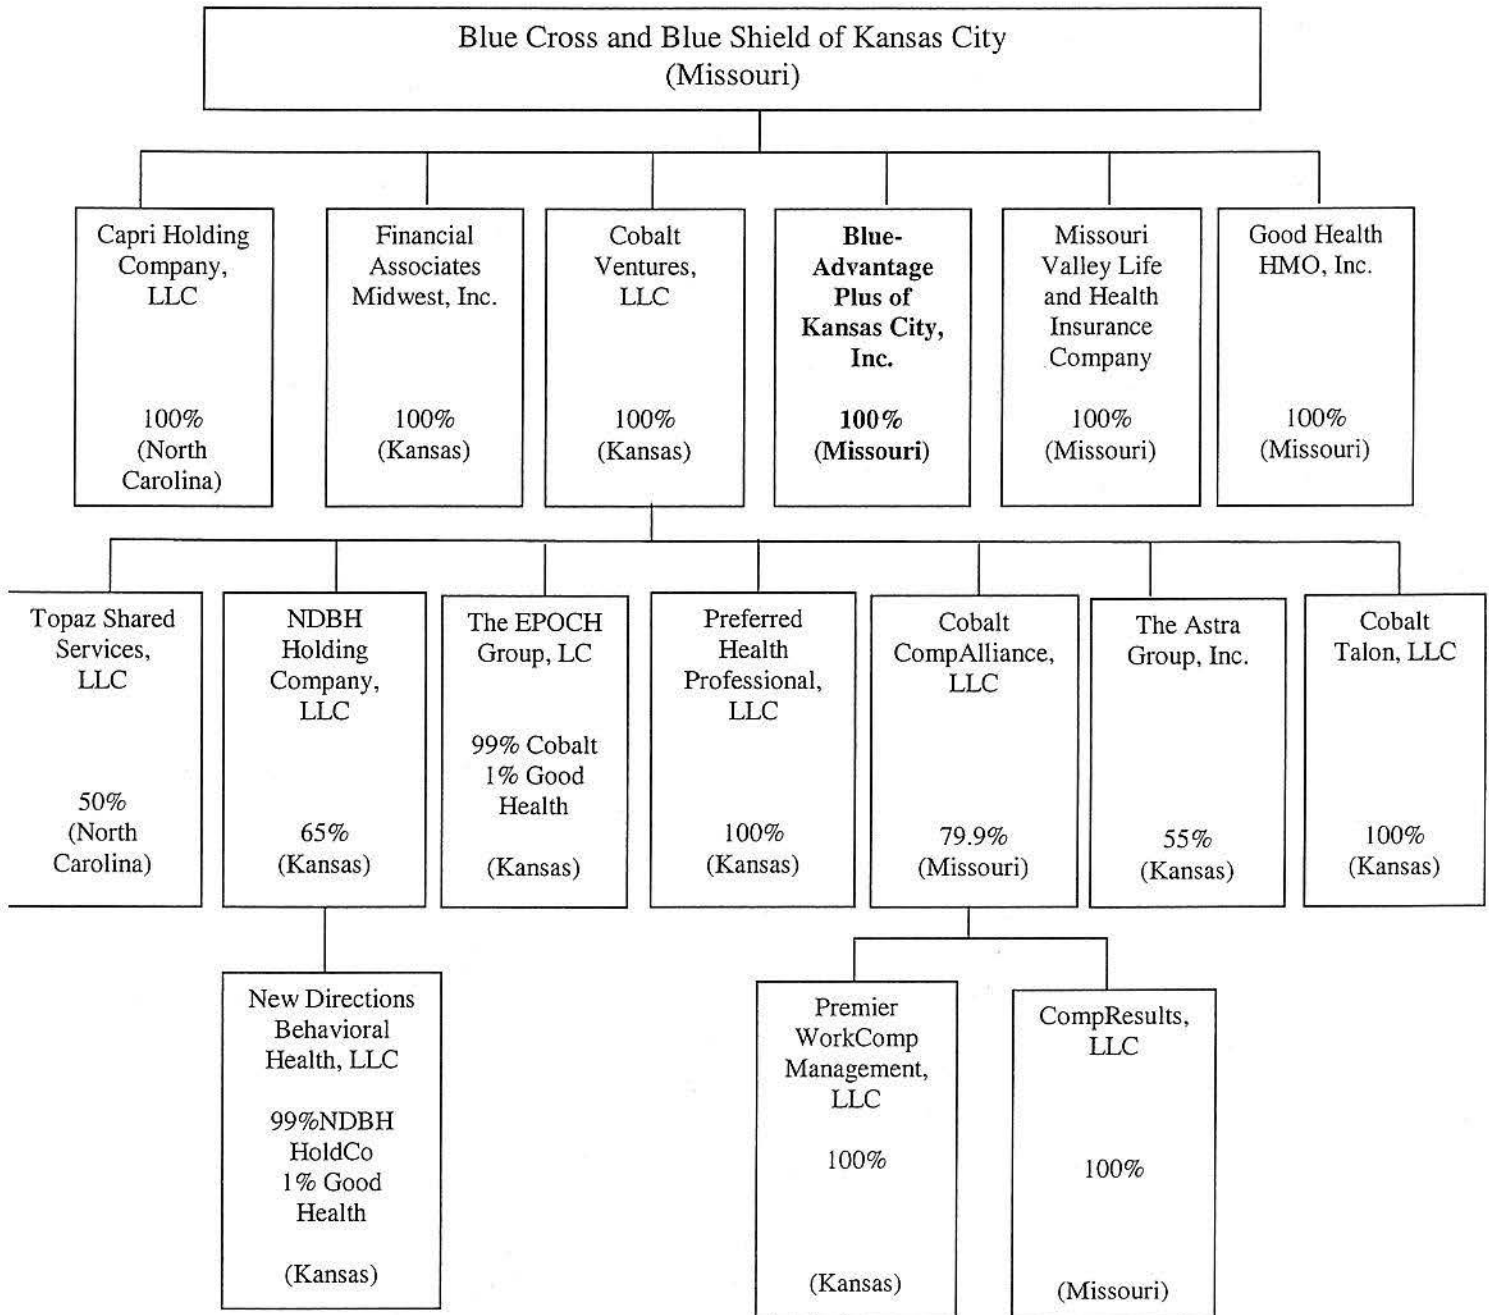 Blue Cross and Blue Shield of Kansas City
(Missouri)
Capri Holding
Company,
LLC
100%
(North
Carolina)
Financial
Associates
Midwest, Inc.
100%
(Kansas)
Cobalt
Ventures,
LLC
100%
(Kansas)
Blue-
Advantage
Plus of
Kansas City,
Inc.
100%
(Missouri)
Missouri
Valley Life
and Health
Insurance
Company
100%
(Missouri)
Good Health
HMO, Inc.
100%
(Missouri)
Topaz Shared
Services,
LLC
50%
(North
Carolina)
NDBH
Holding
Company,
LLC
65%
(Kansas)
The EPOCH
Group, LC
99% Cobalt
1% Good
Health
(Kansas)
Preferred
Health
Professional,
LLC
100%
(Kansas)
Cobalt
CompAlliance,
LLC
79.9%
(Missouri)
The Astra
Group, Inc.
55%
(Kansas)
Cobalt
Talon, LLC
100%
(Kansas)
New Directions
Behavioral
Health, LLC
99%NDBH
HoldCo
1% Good
Health
(Kansas)
Premier
WorkComp
Management,
LLC
100%
(Kansas)
CompResults,
LLC
100%
(Missouri)